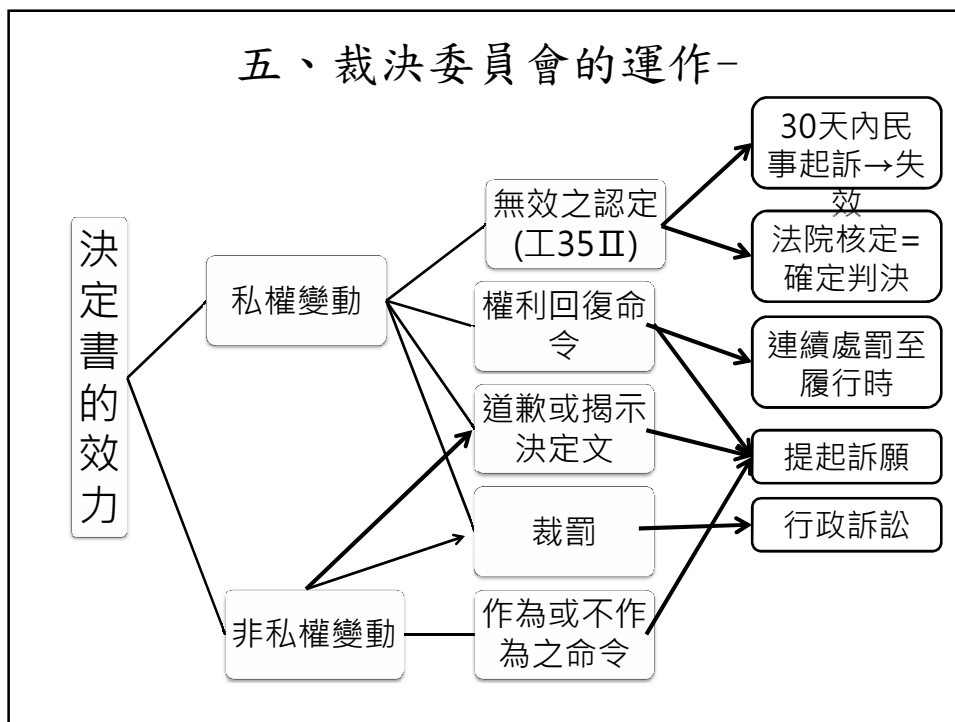 五、裁決委員會的運作-
決
定
書
的
效
力
私權變動
非私權變動
無效之認定
(工35Ⅱ)
權利回復命
令
道歉或揭示
決定文
裁罰
作為或不作
為之命令
30天內民
事起訴→失
效
法院核定=
確定判決
連續處罰至
履行時
提起訴願
行政訴訟